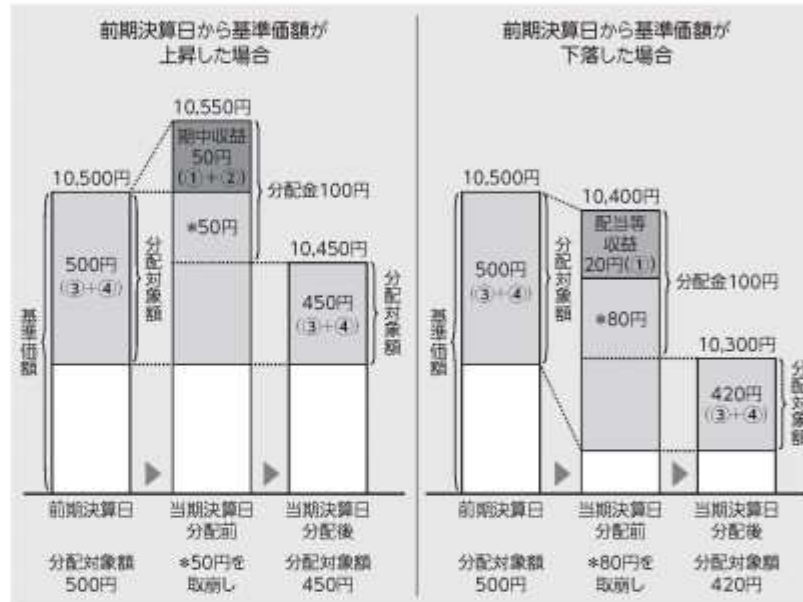 前期決算日から基準価額が
上昇した場合
10,550円
期中収益
50円
(①+②)
10,500円
分配金100円
*50円
10,450円
500円
(③+④)
分配対象額
450円
(③+④)
分配対象額
基準価額
前期決算日
当期決算日
分配前
当期決算日
分配後
分配対象額
500円
*50円を
取崩し
分配対象額
450円
前期決算日から基準価額が
下落した場合
10,500円
10,400円
配当等
収益
20円(①)
分配金100円
500円
(③+④)
分配対象額
*80円
10,300円
420円
(③+④)
分配対象額
基準価額
前期決算日
当期決算日
分配前
当期決算日
分配後
分配対象額
500円
*80円を
取崩し
分配対象額
420円